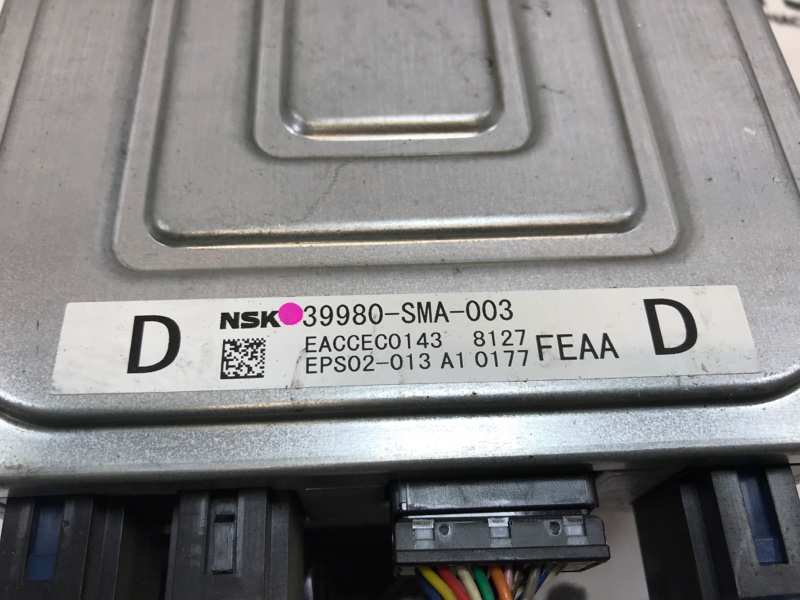 D NSK 39980-SMA-003 D
EACCEC0143 8127 FEAA
EPS02-013 A1 0177